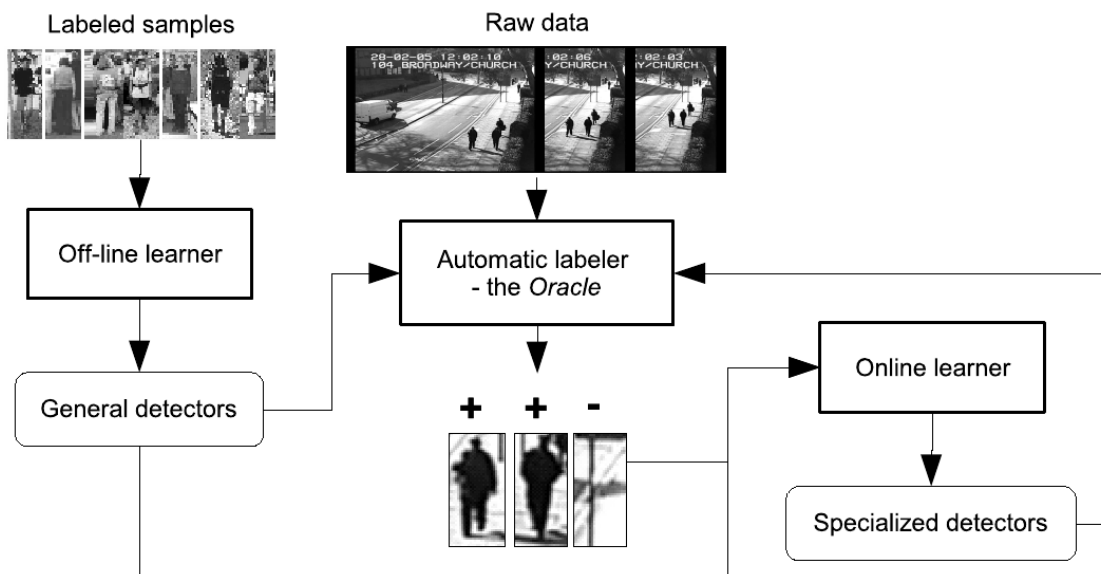 Labeled samples
Raw data
28-02-05 12:02:10
104 BROADWAY/CHURCH
:02:06
Y/CHURCH
:02:03
Y/CHURCH
Off-line learner
Automatic labeler
- the Oracle
General detectors
+ + -
Online learner
Specialized detectors